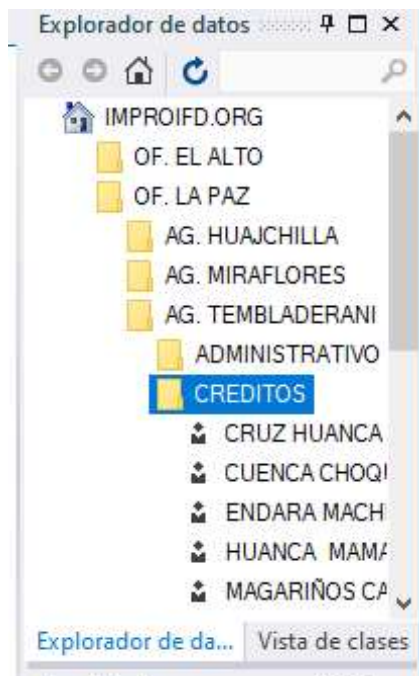 Explorador de datos
IMPROIFD.ORG
OF. EL ALTO
OF. LA PAZ
AG. HUAJCHILLA
AG. MIRAFLORES
AG. TEMBLADERANI
ADMINISTRATIVO
CREDITOS
CRUZ HUANCA
CUENCA CHOQ
ENDARA MACH
HUANCA MAMA
MAGARIÑOS CA
Explorador de da... Vista de clases